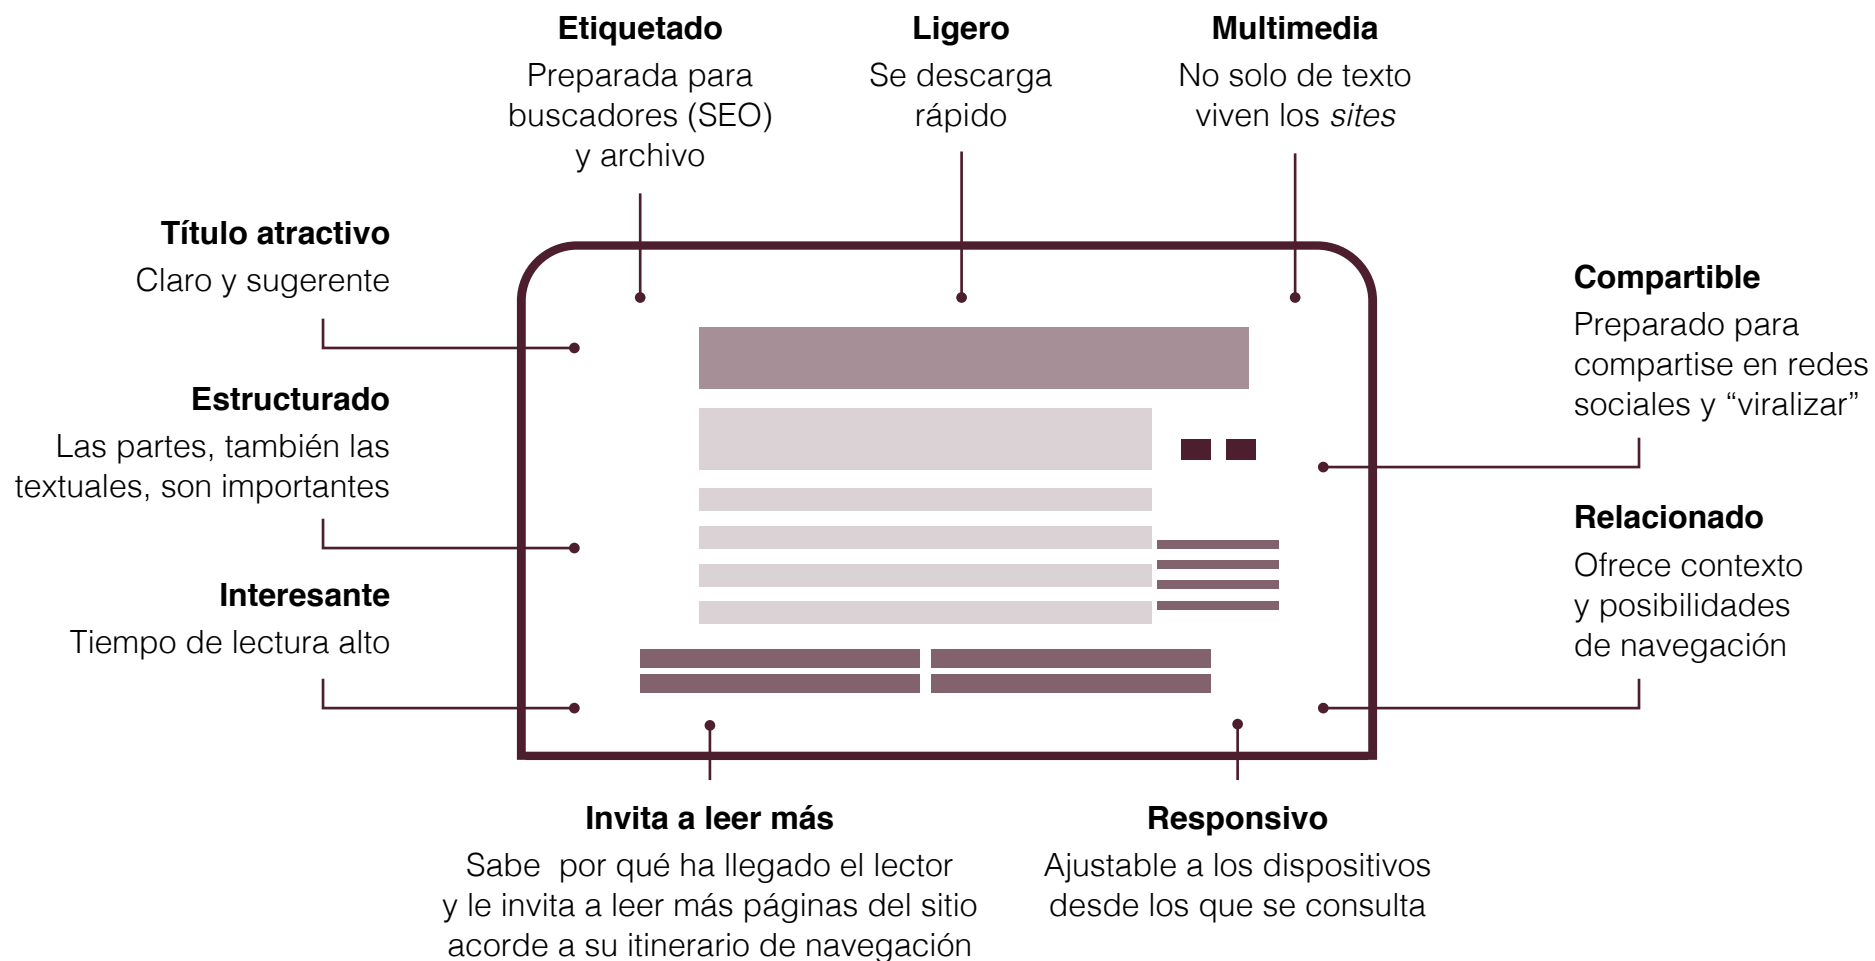 Etiquetado
Preparada para
buscadores (SEO)
y archivo
Ligero
Se descarga
rápido
Multimedia
No solo de texto
viven los sites
Título atractivo
Claro y sugerente
Estructurado
Las partes, también las
textuales, son importantes
Interesante
Tiempo de lectura alto
Compartible
Preparado para
compartise en redes
sociales y “viralizar”
Relacionado
Ofrece contexto
y posibilidades
de navegación
Invita a leer más
Sabe  por qué ha llegado el lector
y le invita a leer más páginas del sitio
acorde a su itinerario de navegación
Responsivo
Ajustable a los dispositivos
desde los que se consulta